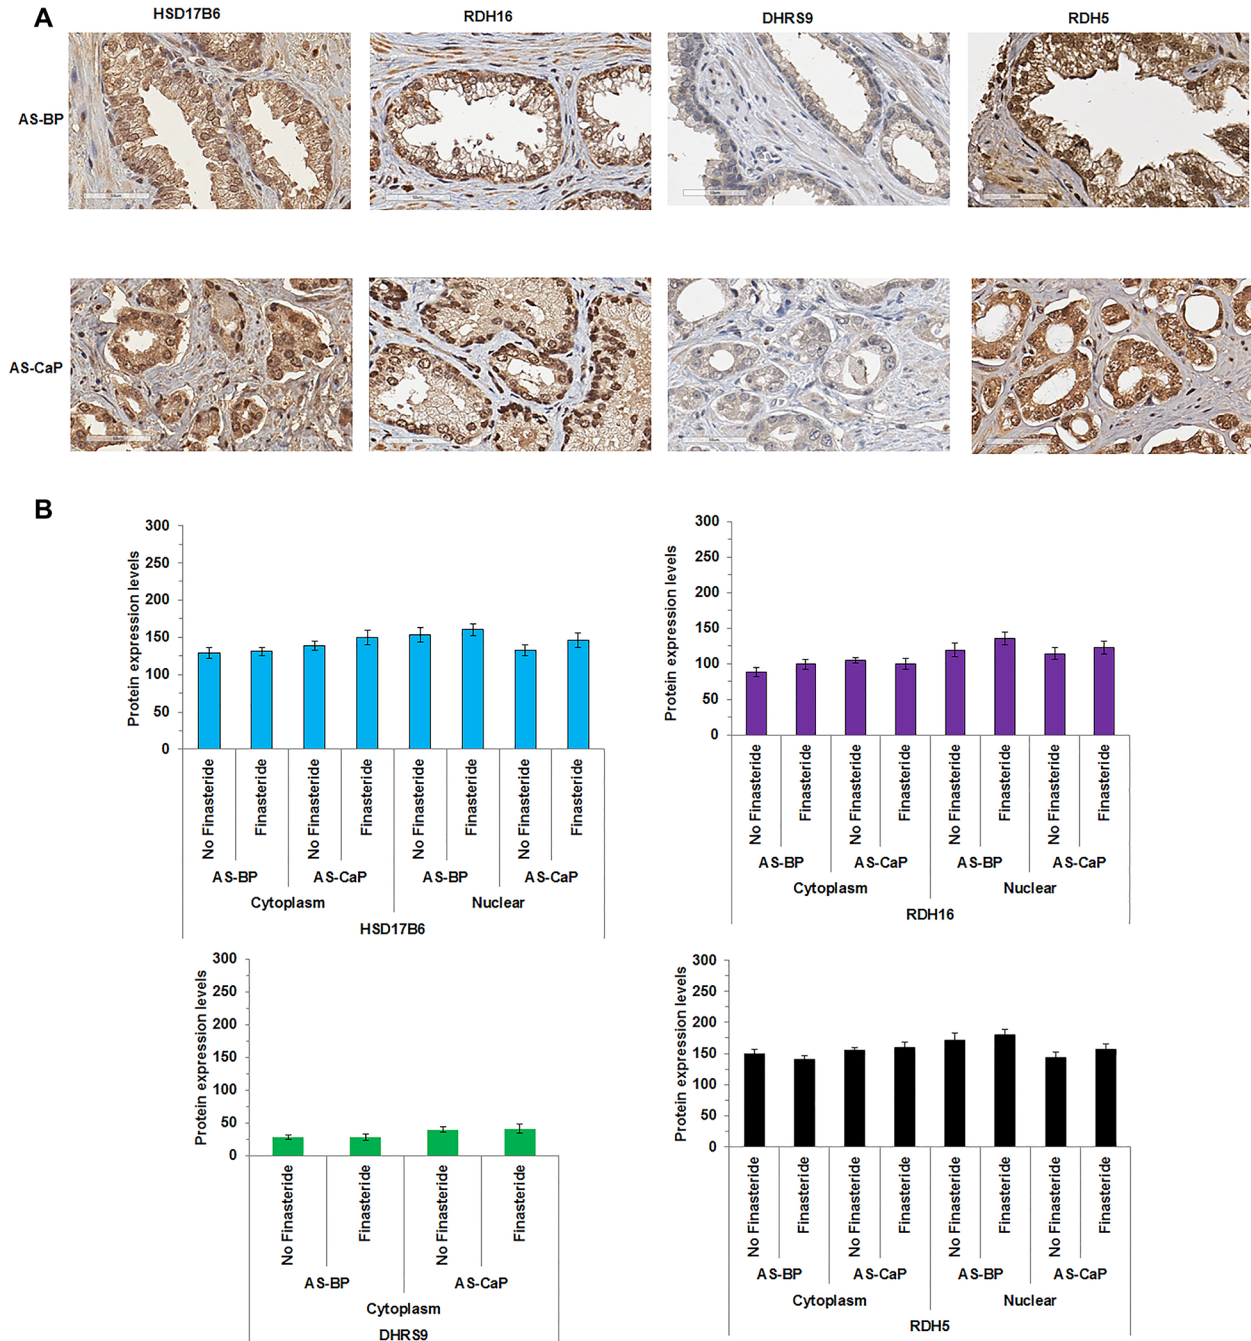 A
HSD17B6
RDH16
DHRS9
RDH5
AS-BP
AS-CaP
B
Protein expression levels
300
250
200
150
100
50
0
No Finasteride
Finasteride
No Finasteride
Finasteride
No Finasteride
Finasteride
No Finasteride
Finasteride
AS-BP
AS-CaP
AS-BP
AS-CaP
Cytoplasm
Nuclear
HSD17B6
Protein expression levels
300
250
200
150
100
50
0
No Finasteride
Finasteride
No Finasteride
Finasteride
No Finasteride
Finasteride
No Finasteride
Finasteride
AS-BP
AS-CaP
AS-BP
AS-CaP
Cytoplasm
Nuclear
RDH16
Protein expression levels
300
250
200
150
100
50
0
No Finasteride
Finasteride
No Finasteride
Finasteride
AS-BP
AS-CaP
Cytoplasm
DHRS9
Protein expression levels
300
250
200
150
100
50
0
No Finasteride
Finasteride
No Finasteride
Finasteride
No Finasteride
Finasteride
No Finasteride
Finasteride
AS-BP
AS-CaP
AS-BP
AS-CaP
Cytoplasm
Nuclear
RDH5